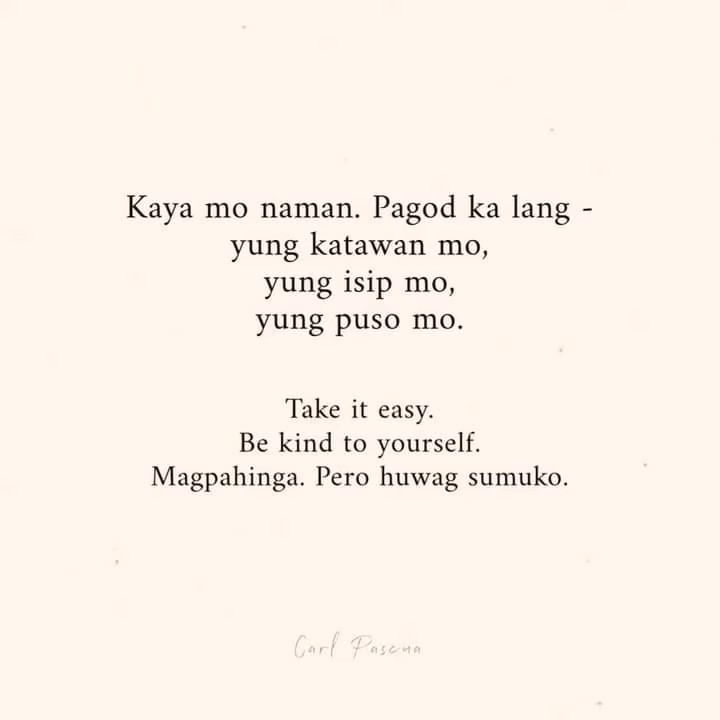 Kaya mo naman. Pagod ka lang -
yung katawan mo,
yung isip mo,
yung puso mo.
Take it easy.
Be kind to yourself.
Magpahinga. Pero huwag sumuko.
Carl Pascua